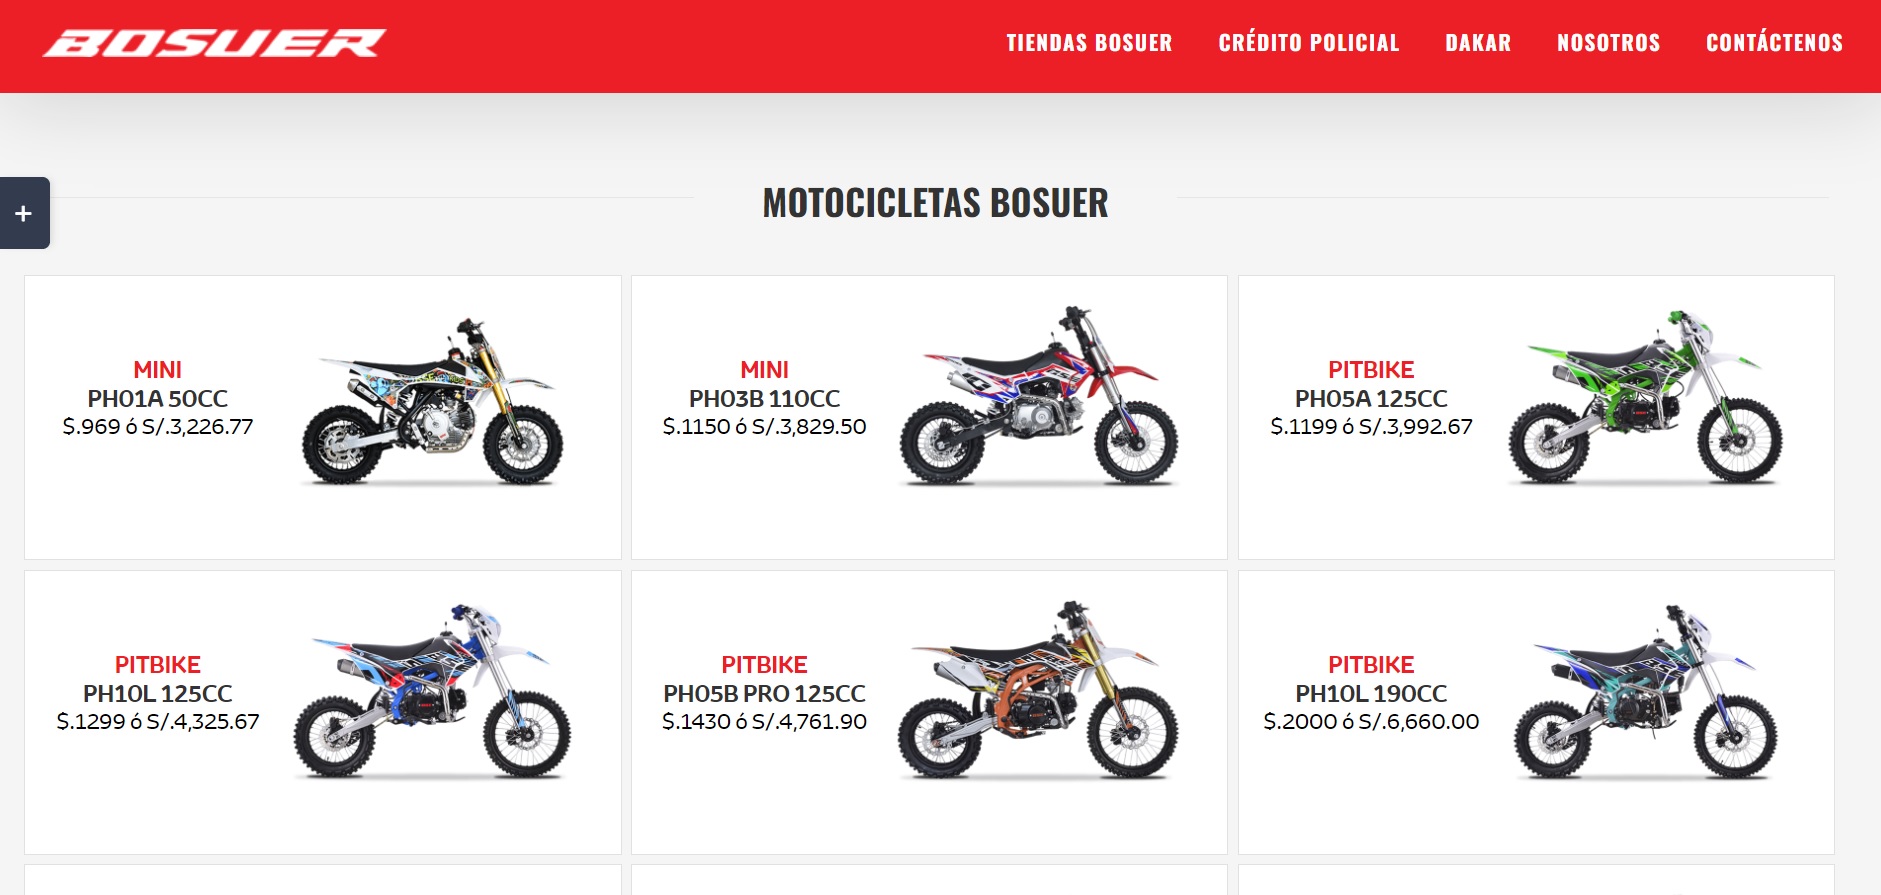 BOSUER
TIENDAS BOSUER
CRÉDITO POLICIAL
DAKAR
NOSOTROS
CONTÁCTENOS
+
MOTOCICLETAS BOSUER
MINI
PH01A 50CC
$.969 ó S/.3,226.77
MINI
PH03B 110CC
$.1150 ó S/.3,829.50
PITBIKE
PH05A 125CC
$.1199 ó S/.3,992.67
PITBIKE
PH10L 125CC
$.1299 ó S/.4,325.67
PITBIKE
PH05B PRO 125CC
$.1430 ó S/.4,761.90
PITBIKE
PH10L 190CC
$.2000 ó S/.6,660.00